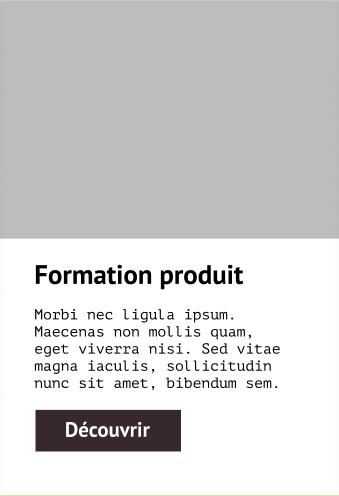 Formation produit
Morbi nec ligula ipsum.
Maecenas non mollis quam,
eget viverra nisi. Sed vitae
magna iaculis, sollicitudin
nunc sit amet, bibendum sem.
Découvrir